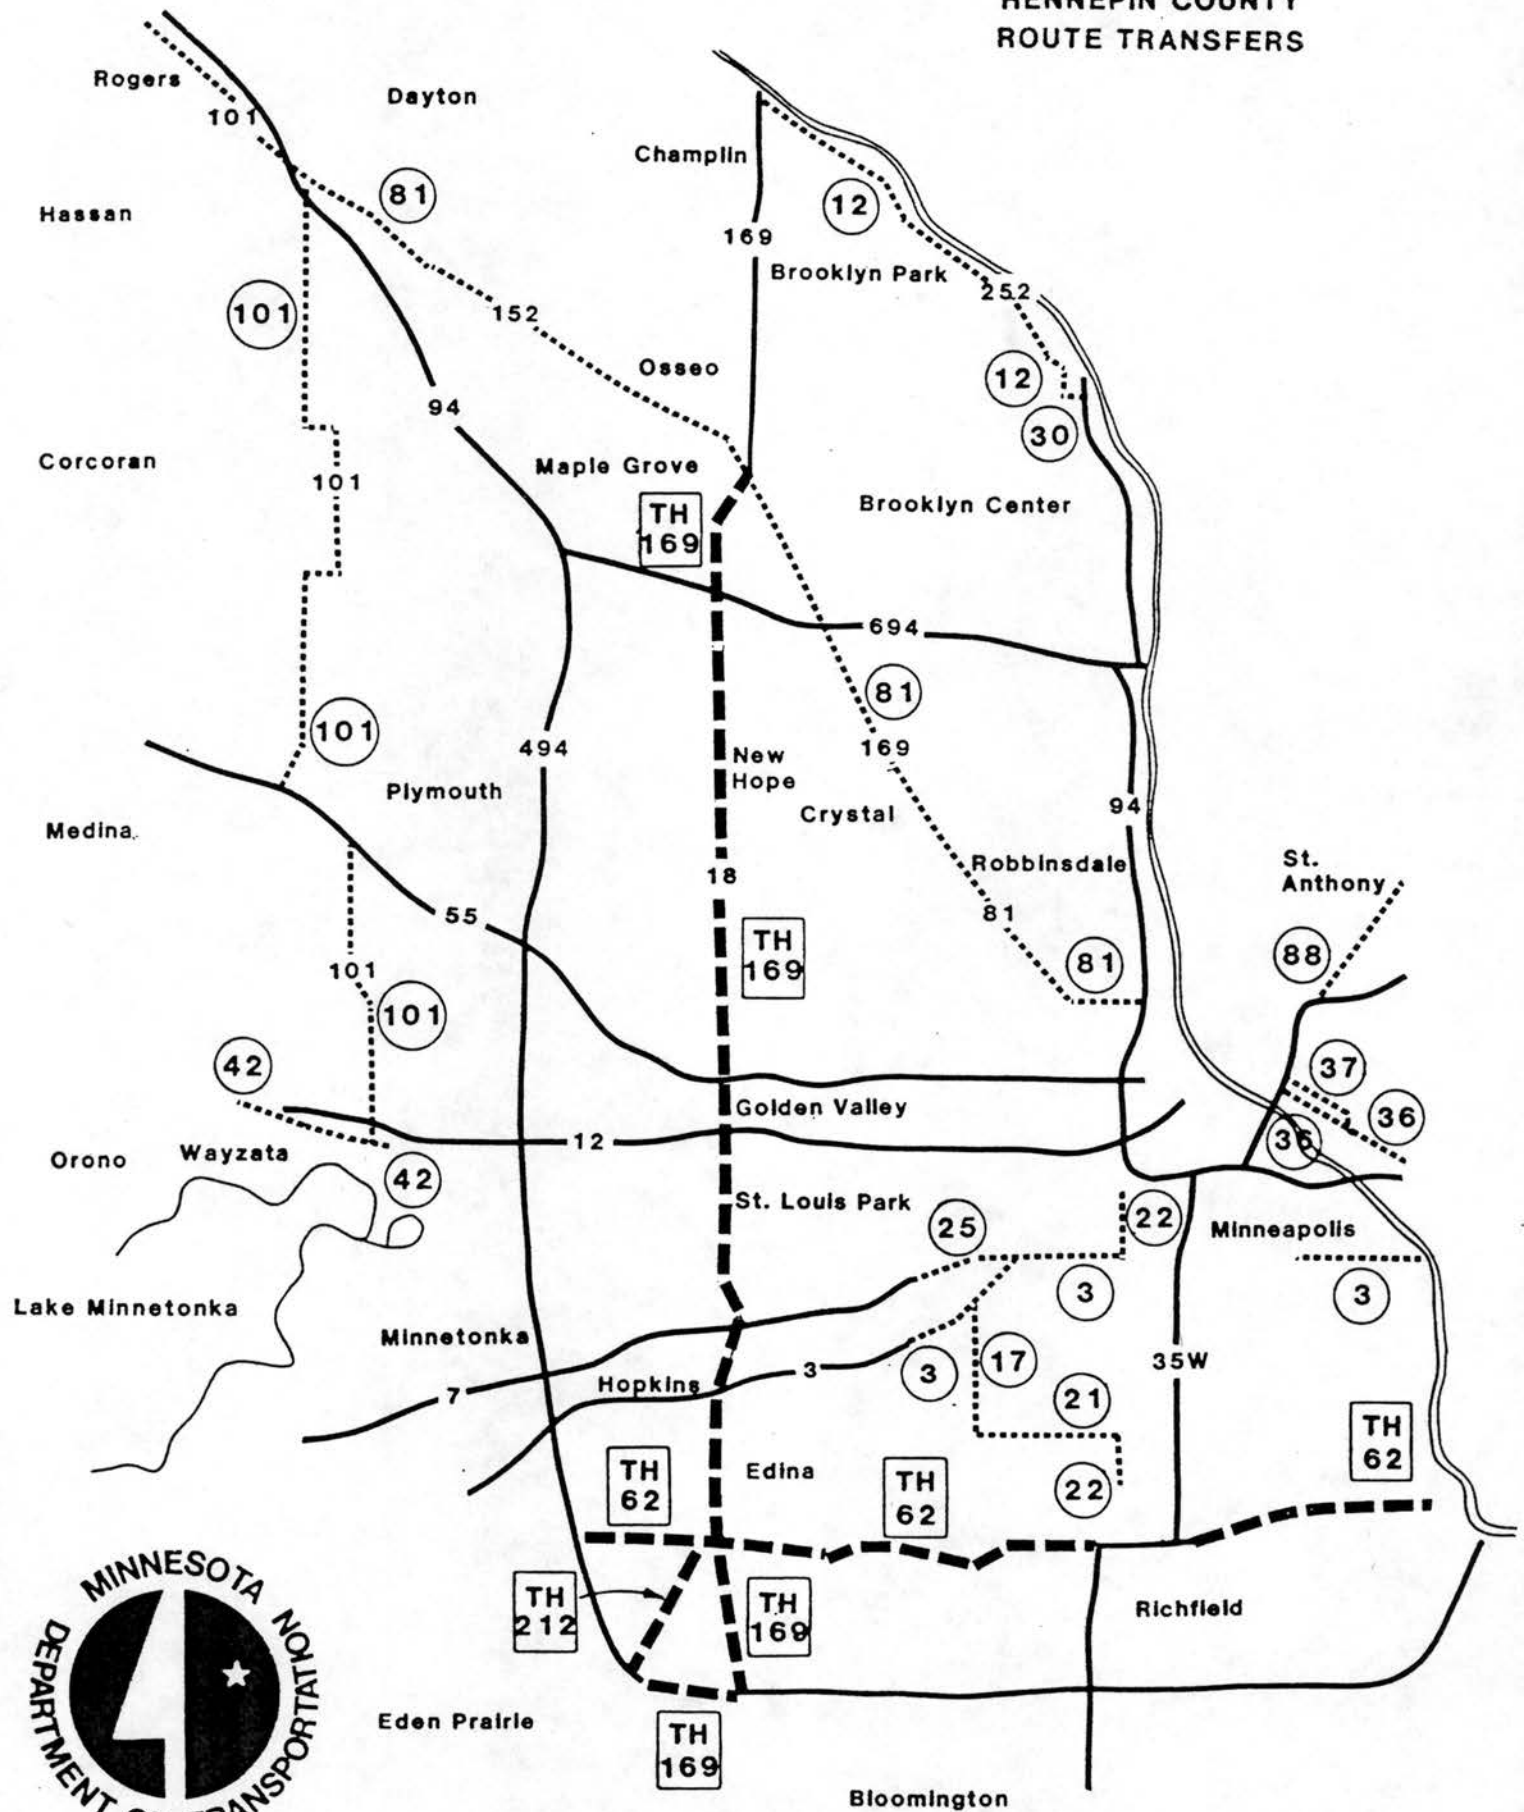 HENNEPIN COUNTY
ROUTE TRANSFERS
Rogers
Dayton
101
Champlin
81
12
Hassan
169
Brooklyn Park
252
101
152
Osseo
12
94
30
Corcoran
Maple Grove
101
Brooklyn Center
TH
169
694
81
101
494
169
New
Hope
Plymouth
Crystal
94
Medina
Robbinsdale
St.
Anthony
18
55
81
TH
169
88
81
101
101
42
37
Golden Valley
36
36
12
Orono
Wayzata
42
St. Louis Park
25
22
Minneapolis
Lake Minnetonka
3
3
Minnetonka
17
35W
3
3
Hopkins
7
21
TH
62
Edina
TH
62
TH
62
22
TH
212
TH
169
Richfield
MINNESOTA
DEPARTMENT OF TRANSPORTATION
Eden Prairie
TH
169
Bloomington